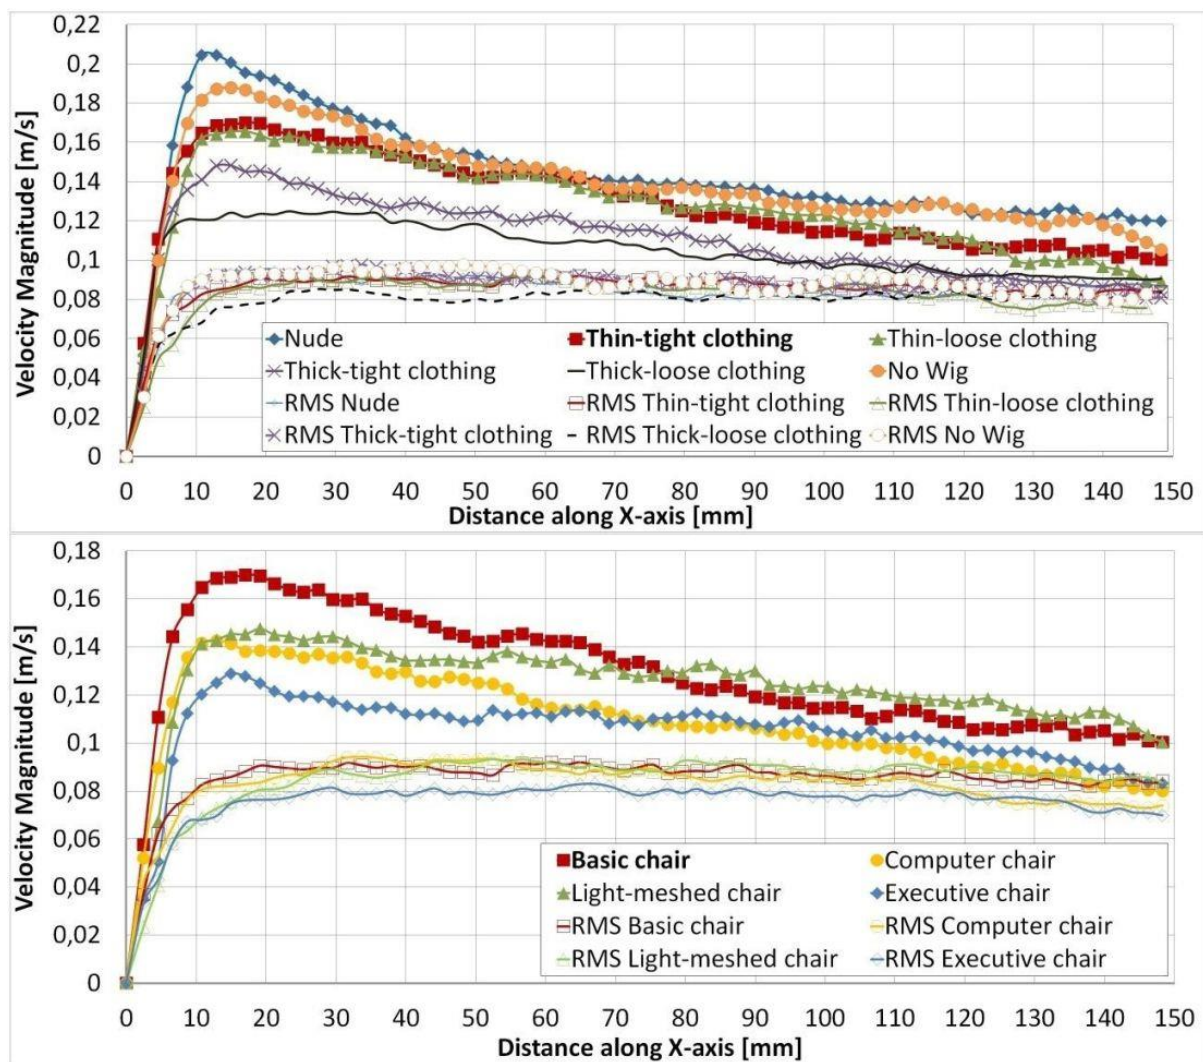 0,22
0,2
0,18
0,16
0,14
0,12
0,1
0,08
0,06
0,04
0,02
0
Velocity Magnitude [m/s]
Nude Thin-tight clothing Thin-loose clothing
Thick-tight clothing Thick-loose clothing No Wig
RMS Nude RMS Thin-tight clothing RMS Thin-loose clothing
RMS Thick-tight clothing RMS Thick-loose clothing RMS No Wig
0 10 20 30 40 50 60 70 80 90 100 110 120 130 140 150
Distance along X-axis [mm]
0,18
0,16
0,14
0,12
0,1
0,08
0,06
0,04
0,02
0
Velocity Magnitude [m/s]
Basic chair Computer chair
Light-meshed chair Executive chair
RMS Basic chair RMS Computer chair
RMS Light-meshed chair RMS Executive chair
0 10 20 30 40 50 60 70 80 90 100 110 120 130 140 150
Distance along X-axis [mm]